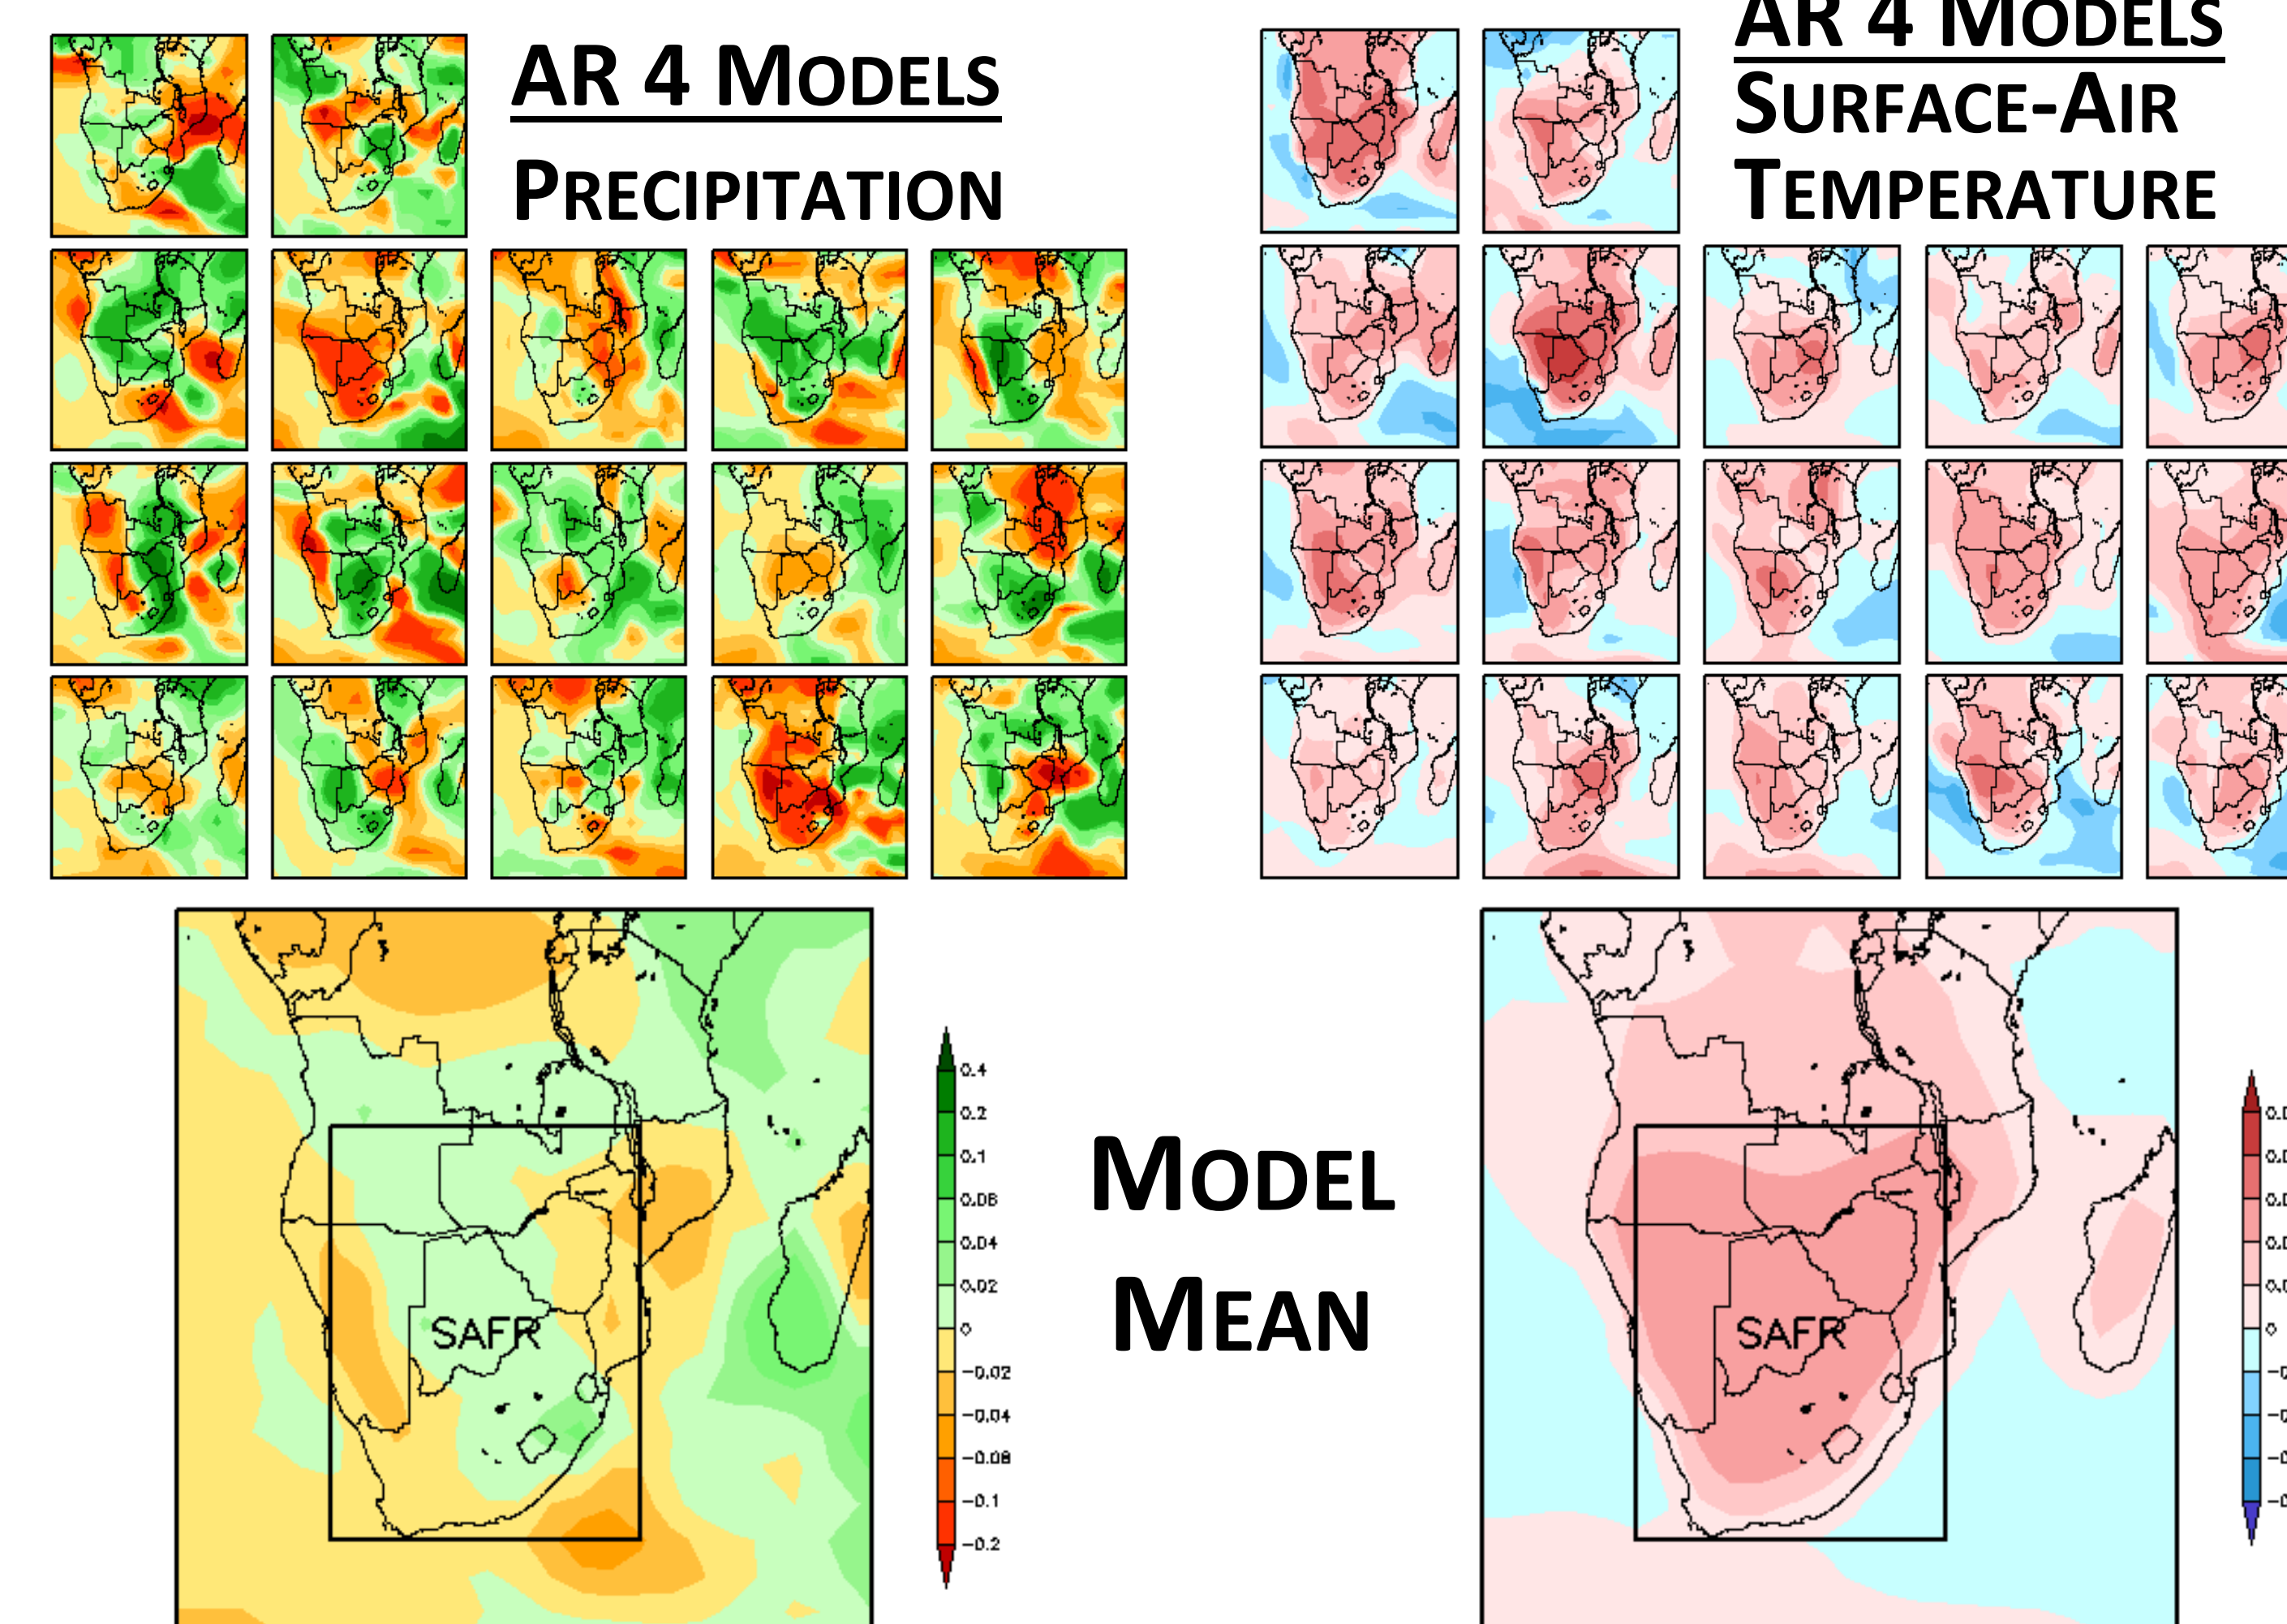 AR 4 MODELS
PRECIPITATION
AR 4 MODELS
SURFACE-AIR
TEMPERATURE
SAFR
0.4
0.2
0.1
0.08
0.04
0.02
0
-0.02
-0.04
-0.08
-0.1
-0.2
MODEL
MEAN
SAFR
0